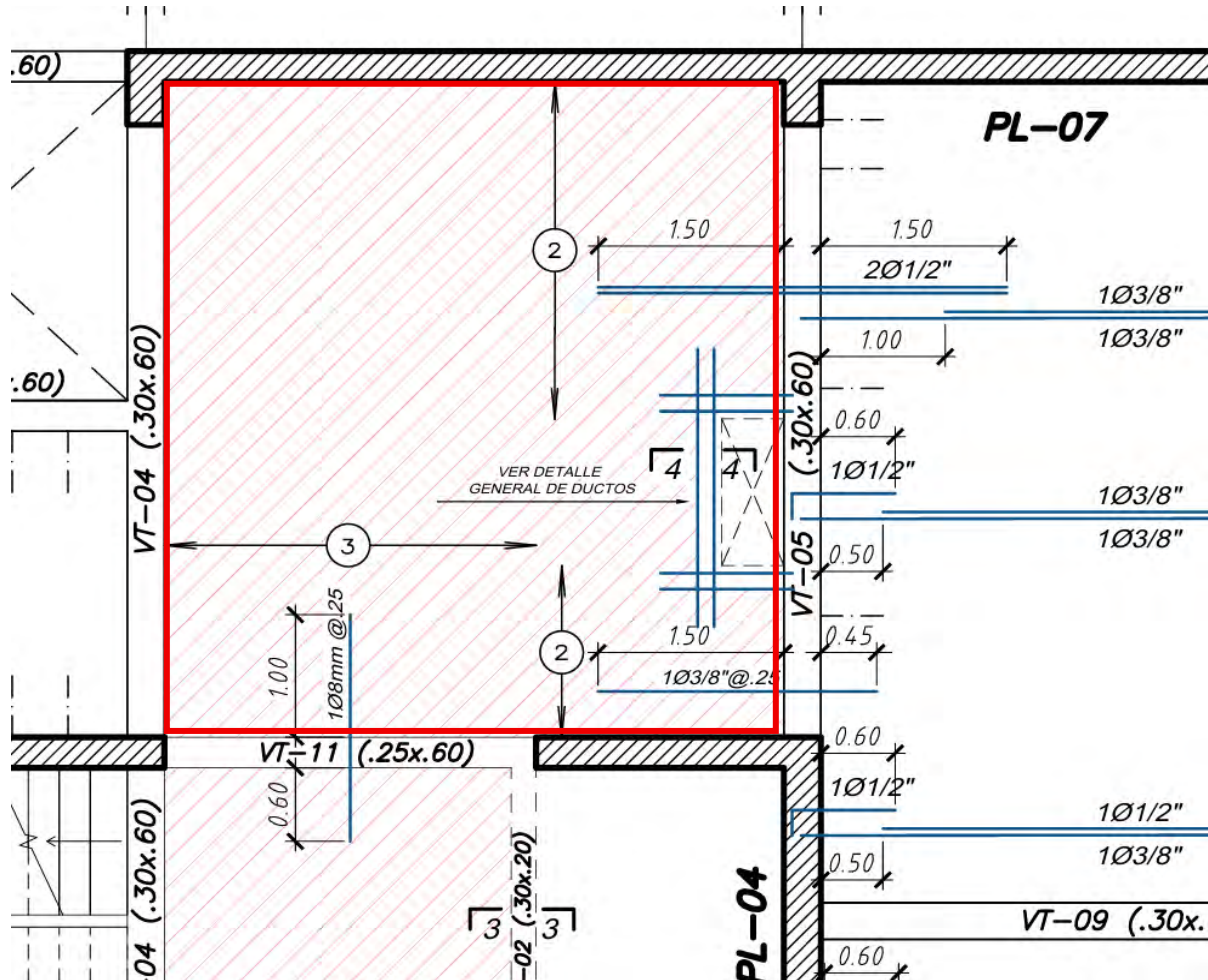 .60)
PL-07
1.50
1.50
2
2Ø1/2"
1Ø3/8"
1Ø3/8"
1.00
.60)
VT-04 (.30x.60)
VT-05 (.30x.60)
0.60
4 4
VER DETALLE
GENERAL DE DUCTOS
1Ø1/2"
1Ø3/8"
1Ø3/8"
3
0.50
1Ø8mm @.25
1.00
2
1.50
0.45
1Ø3/8"@.25
VT-11 (.25x.60)
0.60
0.60
1Ø1/2"
1Ø1/2"
1Ø3/8"
0.50
-04 (.30x.60)
-02 (.30x.20)
3 3
PL-04
VT-09 (.30x.
0.60